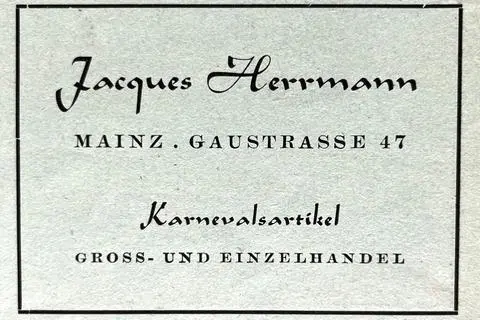 Jacques Herrmann
MAINZ . GAUSTRASSE 47
Karnevalsartikel
GROSS- UND EINZELHANDEL